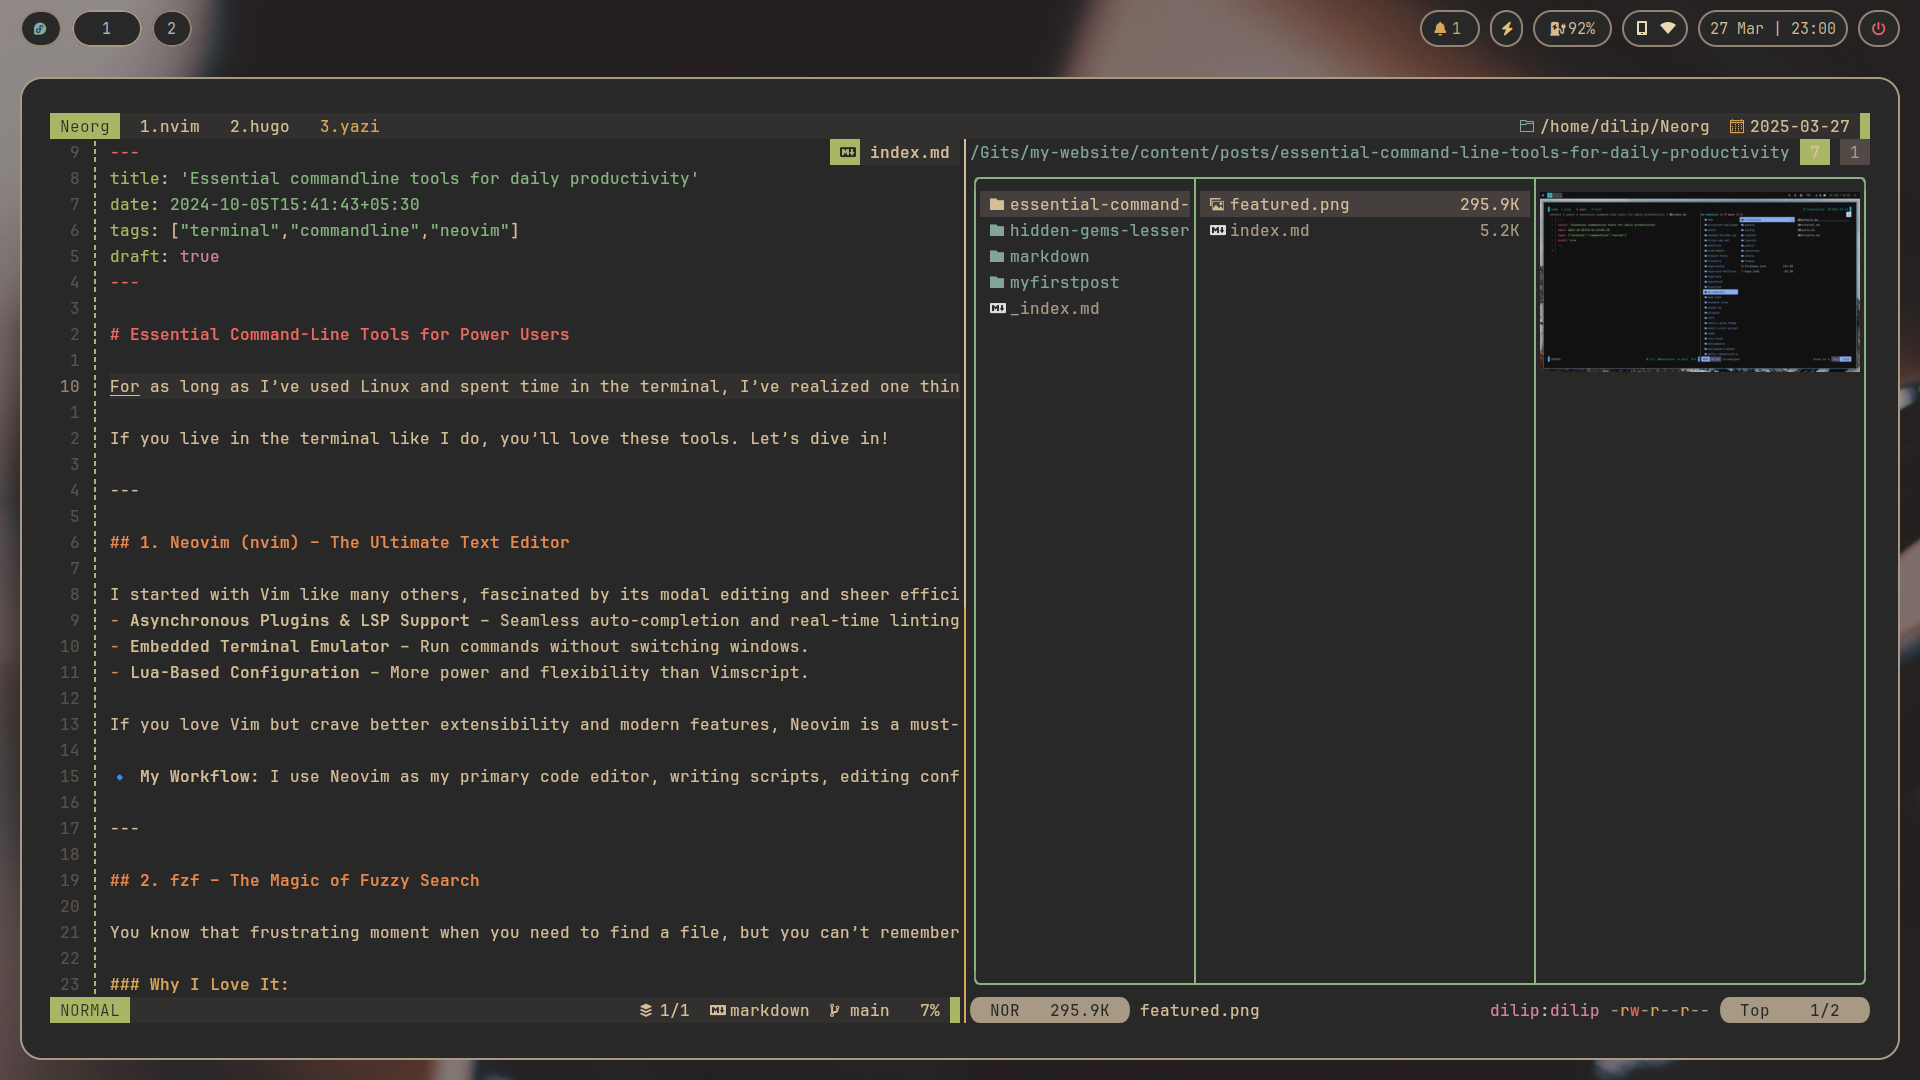 1 2
1 92% 27 Mar | 23:00
Neorg 1.nvim 2.hugo 3.yazi /home/dilip/Neorg 2025-03-27
9 --- index.md
8 title: 'Essential commandline tools for daily productivity'
7 date: 2024-10-05T15:41:43+05:30
6 tags: ["terminal","commandline","neovim"]
5 draft: true
4 ---
3
2 # Essential Command-Line Tools for Power Users
1
10 For as long as I’ve used Linux and spent time in the terminal, I’ve realized one thin
1
2 If you live in the terminal like I do, you’ll love these tools. Let’s dive in!
3
4 ---
5
6 ## 1. Neovim (nvim) – The Ultimate Text Editor
7
8 I started with Vim like many others, fascinated by its modal editing and sheer effici
9 - Asynchronous Plugins & LSP Support – Seamless auto-completion and real-time linting
10 - Embedded Terminal Emulator – Run commands without switching windows.
11 - Lua-Based Configuration – More power and flexibility than Vimscript.
12
13 If you love Vim but crave better extensibility and modern features, Neovim is a must-
14
15 🔹 My Workflow: I use Neovim as my primary code editor, writing scripts, editing conf
16
17 ---
18
19 ## 2. fzf – The Magic of Fuzzy Search
20
21 You know that frustrating moment when you need to find a file, but you can’t remember
22
23 ### Why I Love It:
NORMAL 1/1 markdown main 7%
/Gits/my-website/content/posts/essential-command-line-tools-for-daily-productivity 7 1
essential-command-
hidden-gems-lesser
markdown
myfirstpost
_index.md
featured.png 295.9K
index.md 5.2K
NOR 295.9K featured.png dilip:dilip -rw-r--r-- Top 1/2